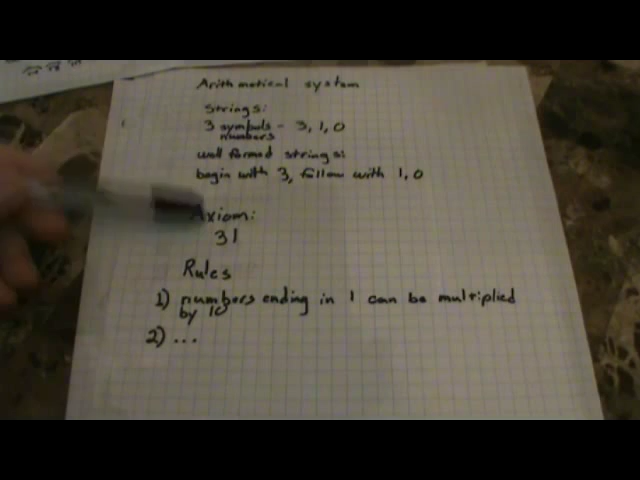 Arithmetical system
Strings:
3 symbols - 3, 1, 0
numbers
well formed strings:
begin with 3, follow with 1, 0
Axiom:
31
Rules
1) numbers ending in 1 can be multiplied
by 10
2) ...